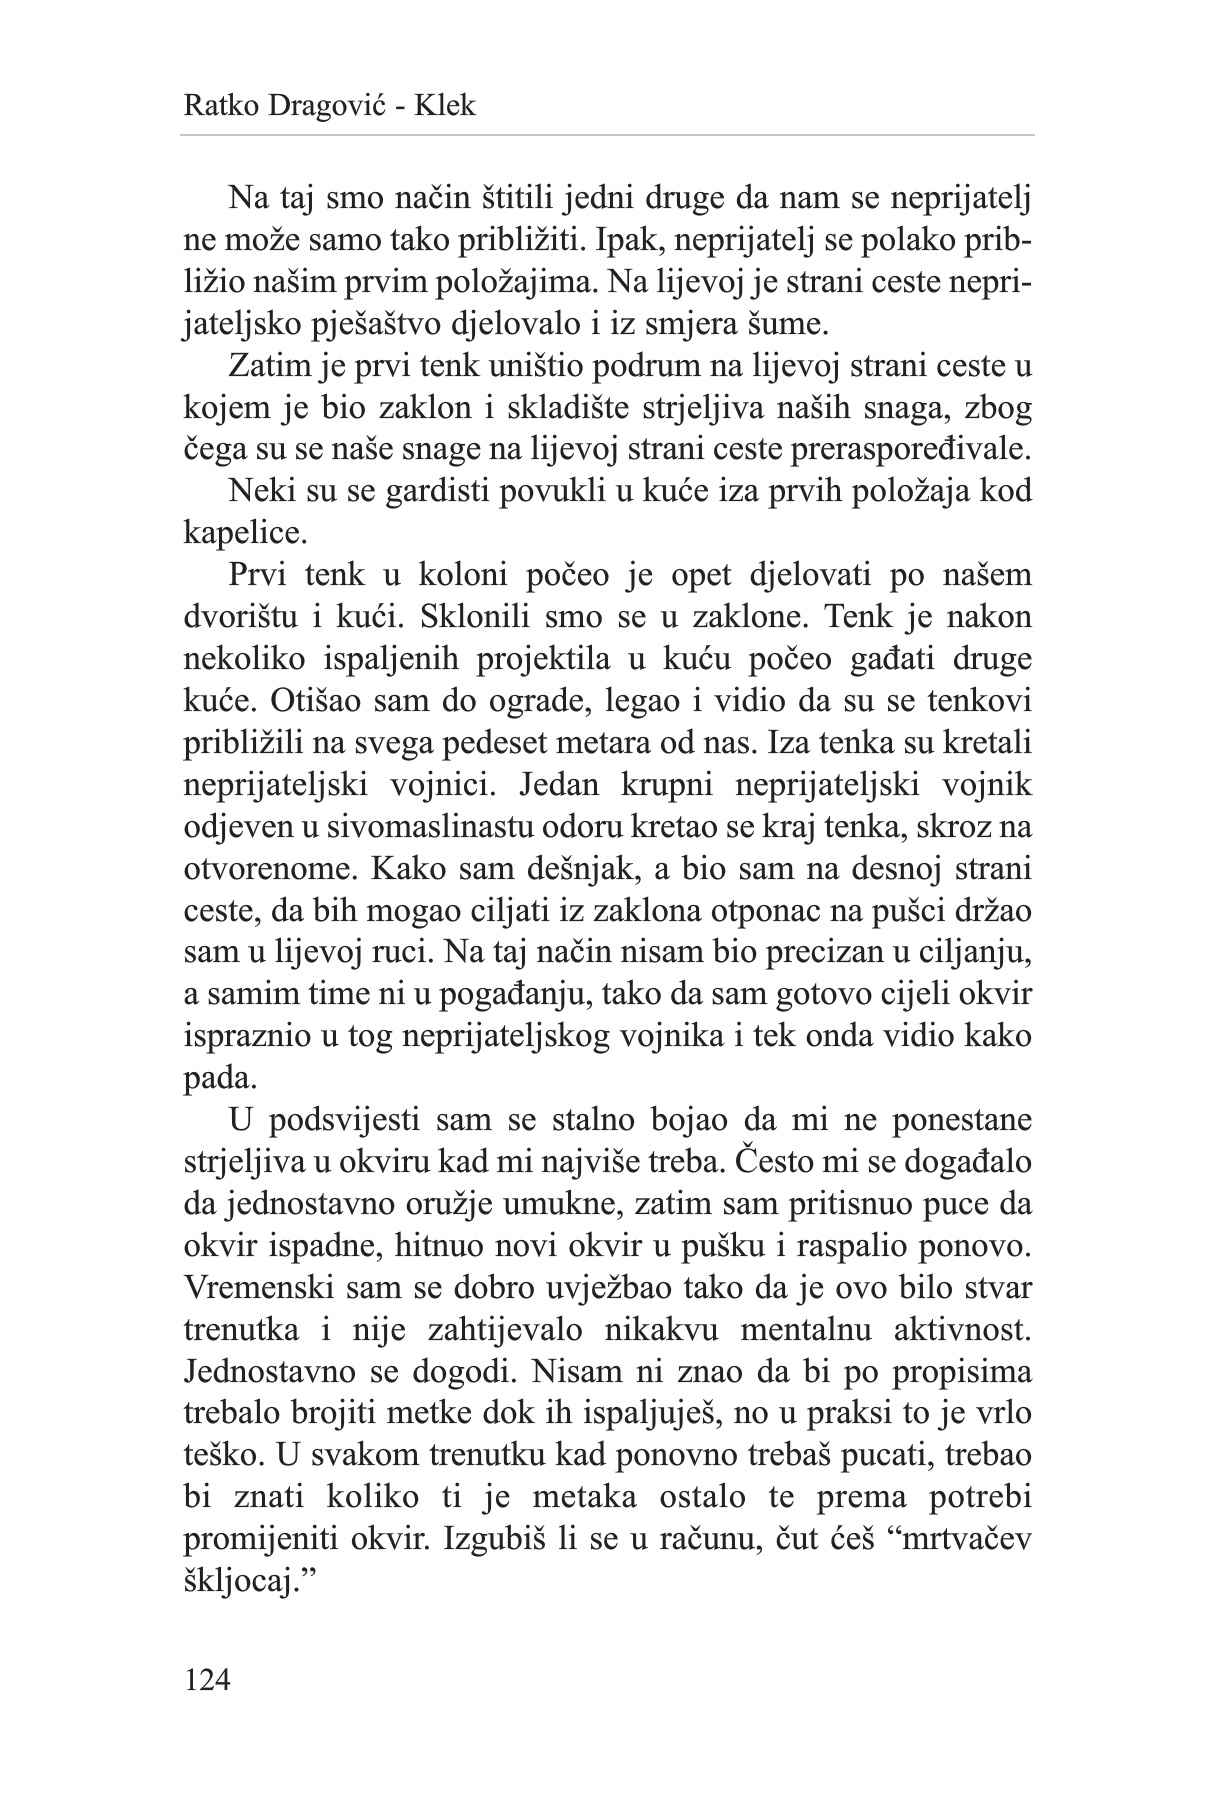 Ratko Dragović - Klek
Na taj smo način štitili jedni druge da nam se neprijatelj
ne može samo tako približiti. Ipak, neprijatelj se polako prib-
ližio našim prvim položajima. Na lijevoj je strani ceste nepri-
jateljsko pješaštvo djelovalo i iz smjera šume.
Zatim je prvi tenk uništio podrum na lijevoj strani ceste u
kojem je bio zaklon i skladište strjeljiva naših snaga, zbog
čega su se naše snage na lijevoj strani ceste preraspoređivale.
Neki su se gardisti povukli u kuće iza prvih položaja kod
kapelice.
Prvi tenk u koloni počeo je opet djelovati po našem
dvorištu i kući. Sklonili smo se u zaklone. Tenk je nakon
nekoliko ispaljenih projektila u kuću počeo gađati druge
kuće. Otišao sam do ograde, legao i vidio da su se tenkovi
približili na svega pedeset metara od nas. Iza tenka su kretali
neprijateljski vojnici. Jedan krupni neprijateljski vojnik
odjeven u sivomaslinastu odoru kretao se kraj tenka, skroz na
otvorenome. Kako sam dešnjak, a bio sam na desnoj strani
ceste, da bih mogao ciljati iz zaklona otponac na pušci držao
sam u lijevoj ruci. Na taj način nisam bio precizan u ciljanju,
a samim time ni u pogađanju, tako da sam gotovo cijeli okvir
ispraznio u tog neprijateljskog vojnika i tek onda vidio kako
pada.
U podsvijesti sam se stalno bojao da mi ne ponestane
strjeljiva u okviru kad mi najviše treba. Često mi se događalo
da jednostavno oružje umukne, zatim sam pritisnuo puce da
okvir ispadne, hitnuo novi okvir u pušku i raspalio ponovo.
Vremenski sam se dobro uvježbao tako da je ovo bilo stvar
trenutka i nije zahtijevalo nikakvu mentalnu aktivnost.
Jednostavno se dogodi. Nisam ni znao da bi po propisima
trebalo brojiti metke dok ih ispaljuješ, no u praksi to je vrlo
teško. U svakom trenutku kad ponovno trebaš pucati, trebao
bi znati koliko ti je metaka ostalo te prema potrebi
promijeniti okvir. Izgubiš li se u računu, čut ćeš “mrtvačev
škljocaj.”
124